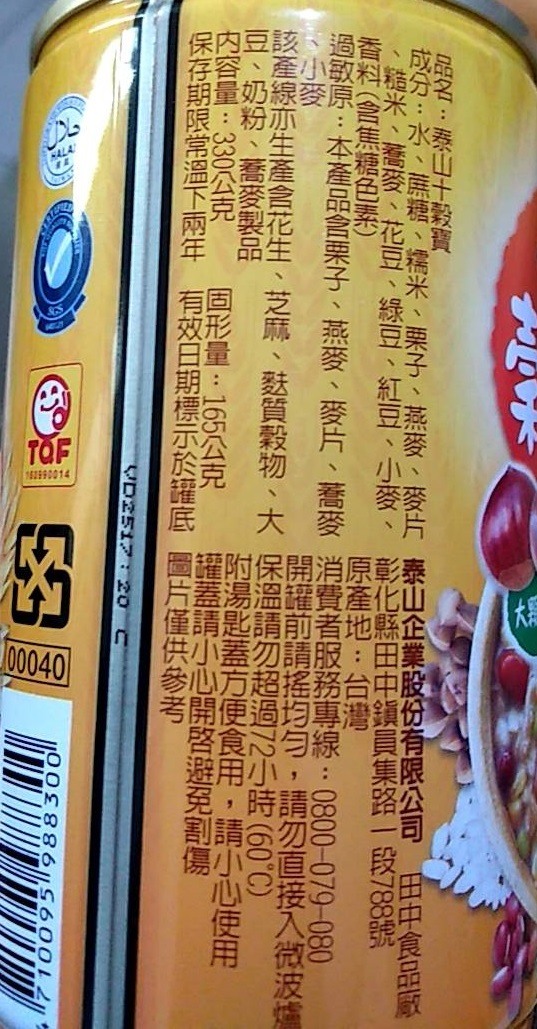 品名：泰山十穀寶
成分：水、蔗糖、糯米、栗子、燕麥、麥片
、糙米、蕎麥、花豆、綠豆、紅豆、小麥、
香料(含焦糖色素)
過敏原：本產品含栗子、燕麥、麥片、蕎麥
、小麥
該產線亦生產含花生、芝麻、麩質穀物、大
豆、奶粉、蕎麥製品
內容量：330公克 固形量：165公克
保存期限常溫下兩年 有效日期標示於罐底
泰山企業股份有限公司 田中食品廠
彰化縣田中鎮員集路一段788號
原產地：台灣
消費者服務專線：0800-079-080
開罐前請搖均勻，請勿直接入微波爐
保溫請勿超過72小時(60℃)
附湯匙蓋方便食用，請小心使用
罐蓋請小心開啓避免割傷
圖片僅供參考
حلال
HALAL
CERTIFIED
SGS
TQF
160990014
00040
4710095988300
大